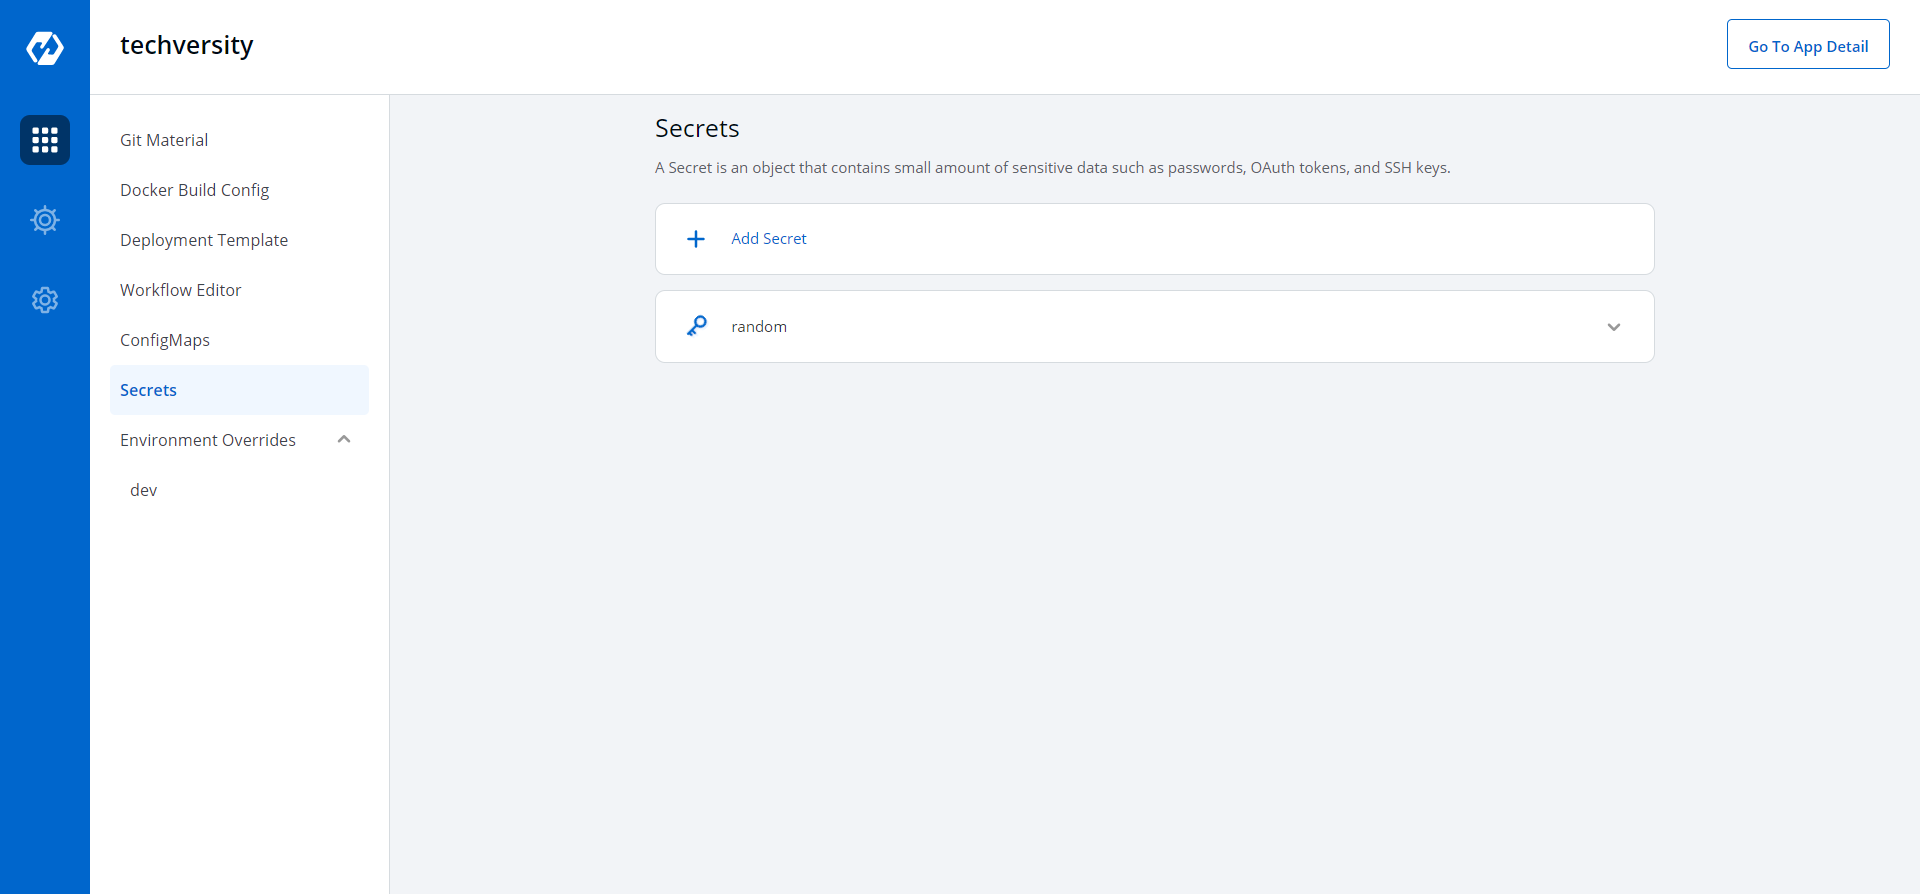 techversity
Go To App Detail
Git Material
Docker Build Config
Deployment Template
Workflow Editor
ConfigMaps
Secrets
Environment Overrides
dev
Secrets
A Secret is an object that contains small amount of sensitive data such as passwords, OAuth tokens, and SSH keys.
Add Secret
random